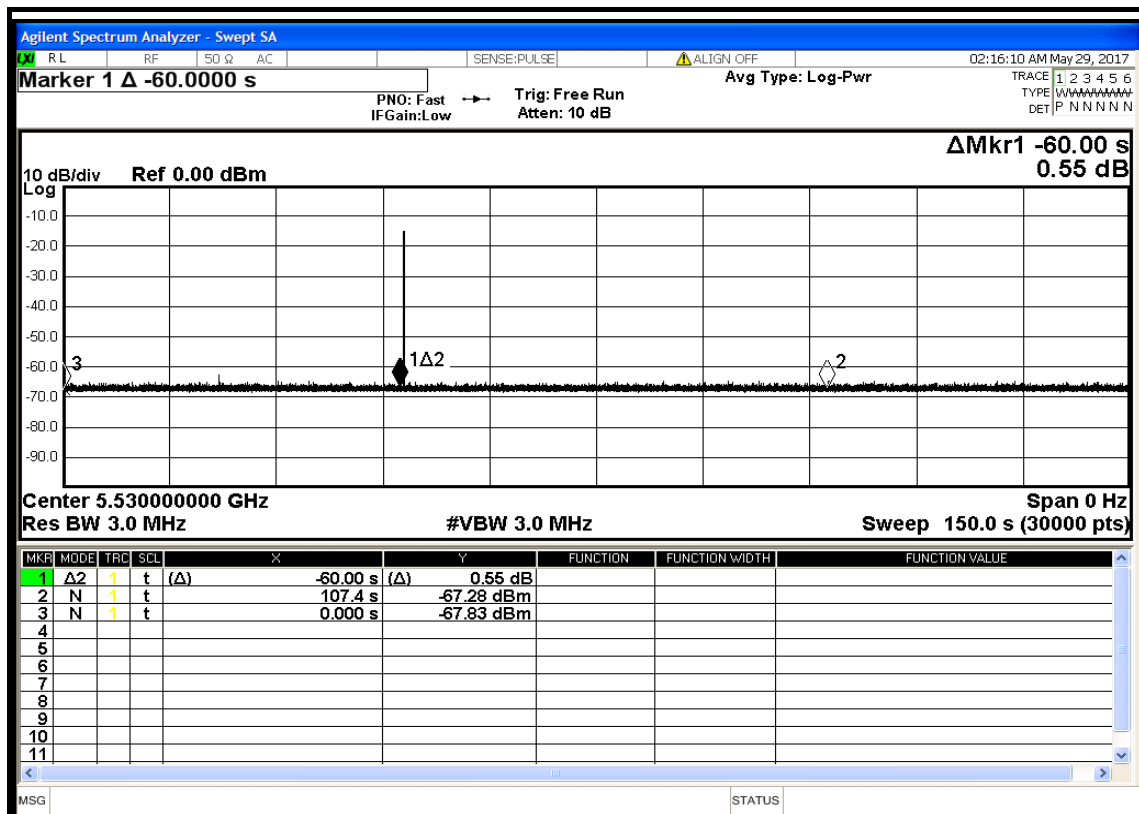 Agilent Spectrum Analyzer - Swept SA
LXI RL RF 50 Ω AC SENSE:PULSE ALIGN OFF 02:16:10 AM May 29, 2017
Marker 1 Δ -60.0000 s
PNO: Fast Trig: Free Run Avg Type: Log-Pwr TRACE 1 2 3 4 5 6
IFGain:Low Atten: 10 dB TYPE WWWWWW
DET P N N N N N
ΔMkr1 -60.00 s
0.55 dB
10 dB/div Ref 0.00 dBm
Log
-10.0
-20.0
-30.0
-40.0
-50.0
-60.0 3 1Δ2 2
-70.0
-80.0
-90.0
Center 5.530000000 GHz Span 0 Hz
Res BW 3.0 MHz #VBW 3.0 MHz Sweep 150.0 s (30000 pts)
MKR MODE TRC SCL X Y FUNCTION FUNCTION WIDTH FUNCTION VALUE
1 Δ2 1 t (Δ) -60.00 s (Δ) 0.55 dB
2 N 1 t 107.4 s -67.28 dBm
3 N 1 t 0.000 s -67.83 dBm
4
5
6
7
8
9
10
11
MSG STATUS